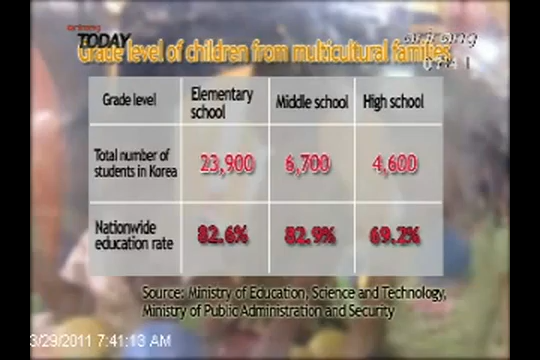 arirang
TODAY
Grade level of children from multicultural families
arirang
Grade level
Elementary school
Middle school
High school
Total number of students in Korea
23,900
6,700
4,600
Nationwide education rate
82.6%
82.9%
69.2%
Source: Ministry of Education, Science and Technology,
Ministry of Public Administration and Security
3/29/2011 7:41:13 AM